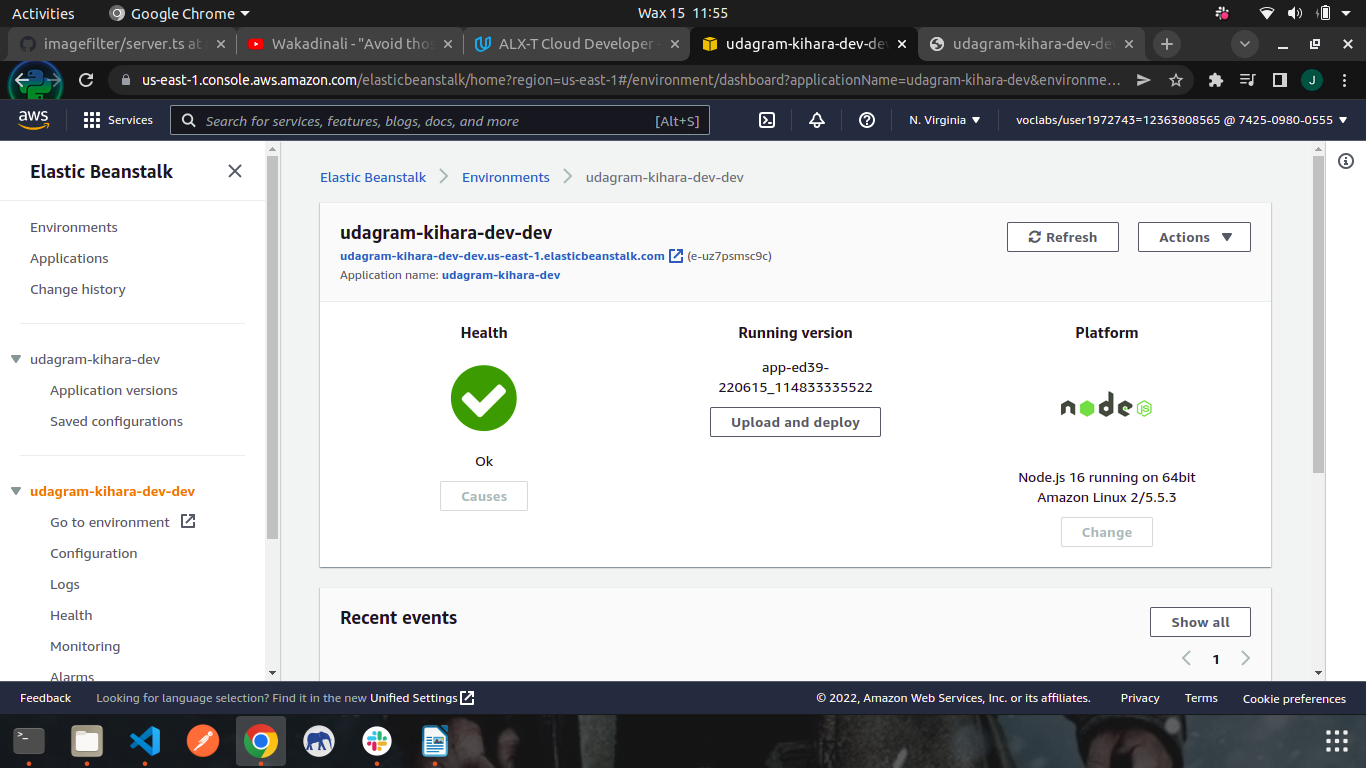 Activities
Google Chrome
Wax 15 11:55
imagefilter/server.ts at
Wakadinali - "Avoid thos
ALX-T Cloud Developer -
udagram-kihara-dev-de
udagram-kihara-dev-de
us-east-1.console.aws.amazon.com/elasticbeanstalk/home?region=us-east-1#/environment/dashboard?applicationName=udagram-kihara-dev&environme...
J
aws
Services
Search for services, features, blogs, docs, and more
[Alt+S]
N. Virginia
voclabs/user1972743=12363808565 @ 7425-0980-0555
Elastic Beanstalk
Environments
Applications
Change history
udagram-kihara-dev
Application versions
Saved configurations
udagram-kihara-dev-dev
Go to environment
Configuration
Logs
Health
Monitoring
Alarms
Elastic Beanstalk
Environments
udagram-kihara-dev-dev
udagram-kihara-dev-dev
udagram-kihara-dev-dev.us-east-1.elasticbeanstalk.com (e-uz7psmsc9c)
Application name: udagram-kihara-dev
Refresh
Actions
Health
Ok
Causes
Running version
app-ed39-
220615_114833335522
Upload and deploy
Platform
node
JS
Node.js 16 running on 64bit
Amazon Linux 2/5.5.3
Change
Recent events
Show all
1
Feedback
Looking for language selection? Find it in the new Unified Settings
© 2022, Amazon Web Services, Inc. or its affiliates.
Privacy
Terms
Cookie preferences